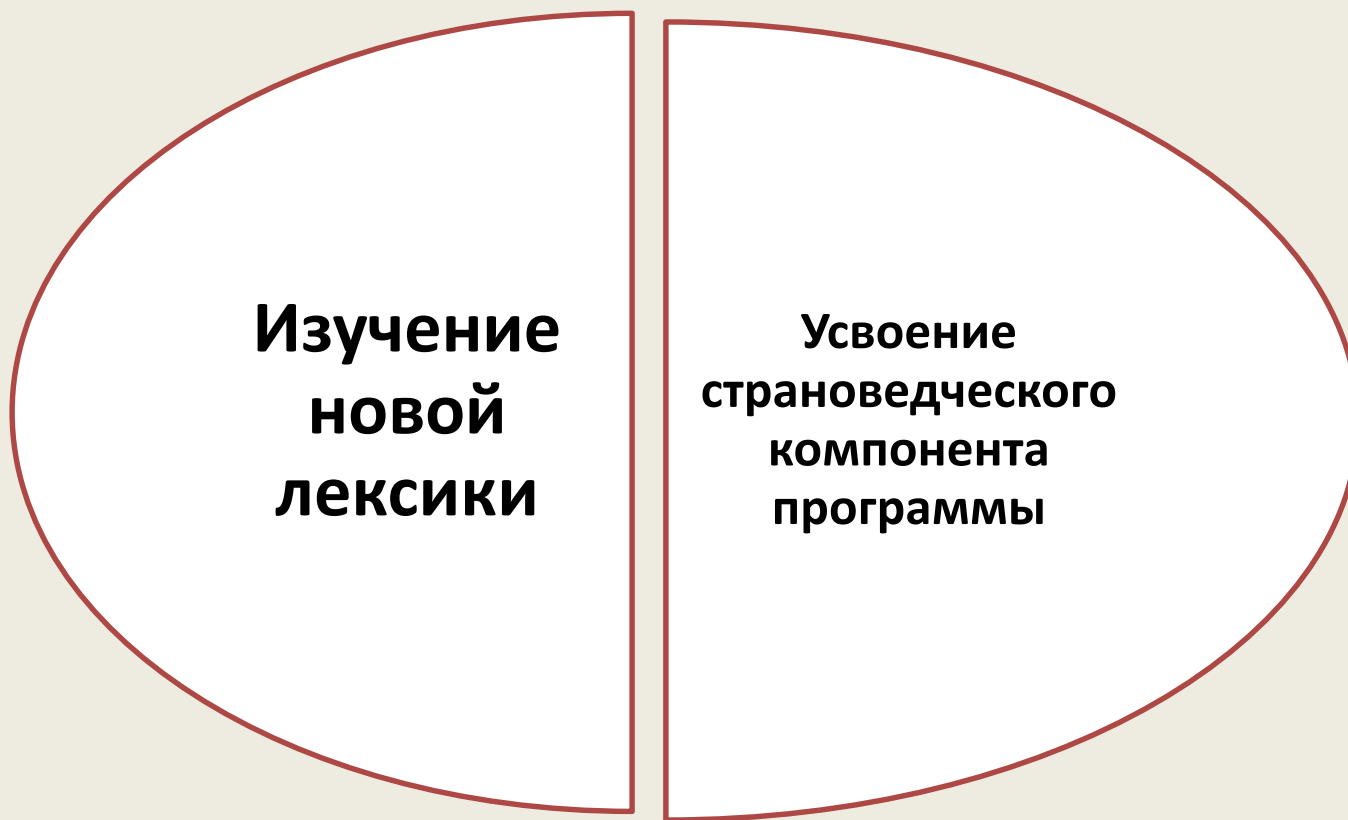 Изучение
новой
лексики
Усвоение
страноведческого
компонента
программы